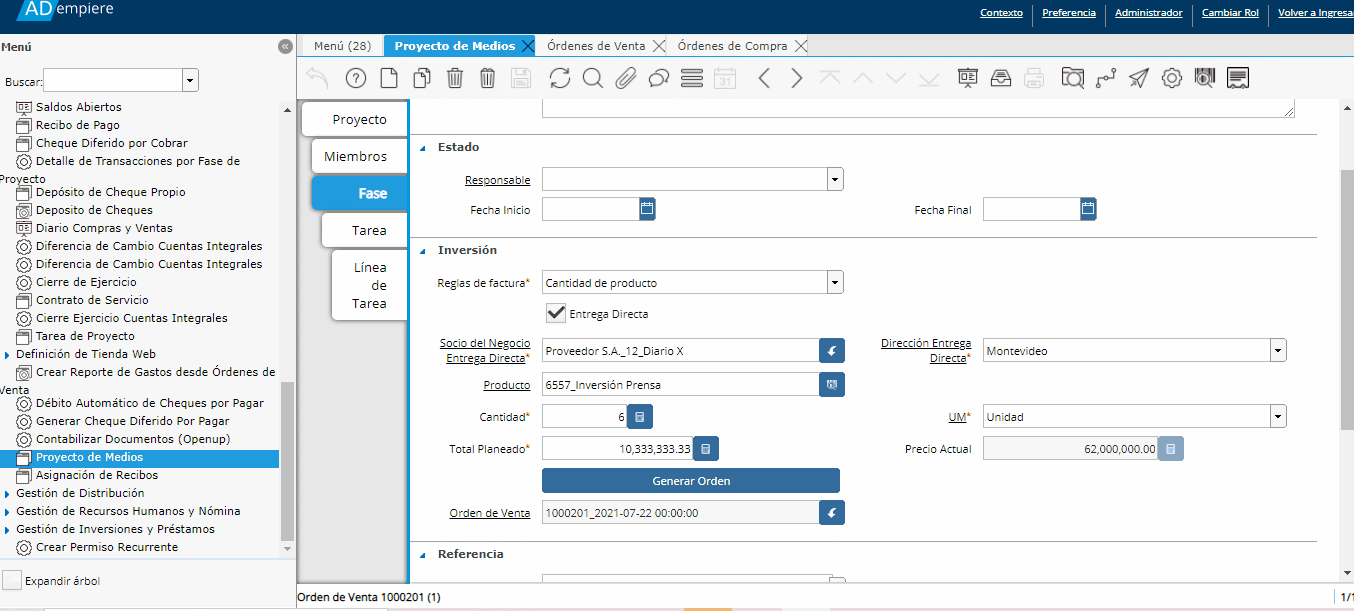 ADempiere
Contexto
Preferencia
Administrador
Cambiar Rol
Volver a Ingresa
Menú
Menú (28)
Proyecto de Medios
Órdenes de Venta
Órdenes de Compra
Buscar:
31
Saldos Abiertos
Recibo de Pago
Cheque Diferido por Cobrar
Detalle de Transacciones por Fase de
Proyecto
Depósito de Cheque Propio
Deposito de Cheques
Diario Compras y Ventas
Diferencia de Cambio Cuentas Integrales
Diferencia de Cambio Cuentas Integrales
Cierre de Ejercicio
Contrato de Servicio
Cierre Ejercicio Cuentas Integrales
Tarea de Proyecto
Definición de Tienda Web
Crear Reporte de Gastos desde Órdenes de
Venta
Débito Automático de Cheques por Pagar
Generar Cheque Diferido Por Pagar
Contabilizar Documentos (Openup)
Proyecto de Medios
Asignación de Recibos
Gestión de Distribución
Gestión de Recursos Humanos y Nómina
Gestión de Inversiones y Préstamos
Crear Permiso Recurrente
Expandir árbol
Proyecto
Miembros
Fase
Tarea
Línea
de
Tarea
Estado
Responsable
Fecha Inicio
Fecha Final
Inversión
Reglas de factura* Cantidad de producto
Entrega Directa
Socio del Negocio
Entrega Directa* Proveedor S.A._12_Diario X
Dirección Entrega
Directa* Montevideo
Producto 6557_Inversión Prensa
Cantidad* 6
UM* Unidad
Total Planeado* 10,333,333.33
Precio Actual 62,000,000.00
Generar Orden
Orden de Venta 1000201_2021-07-22 00:00:00
Referencia
Orden de Venta 1000201 (1)
1/1